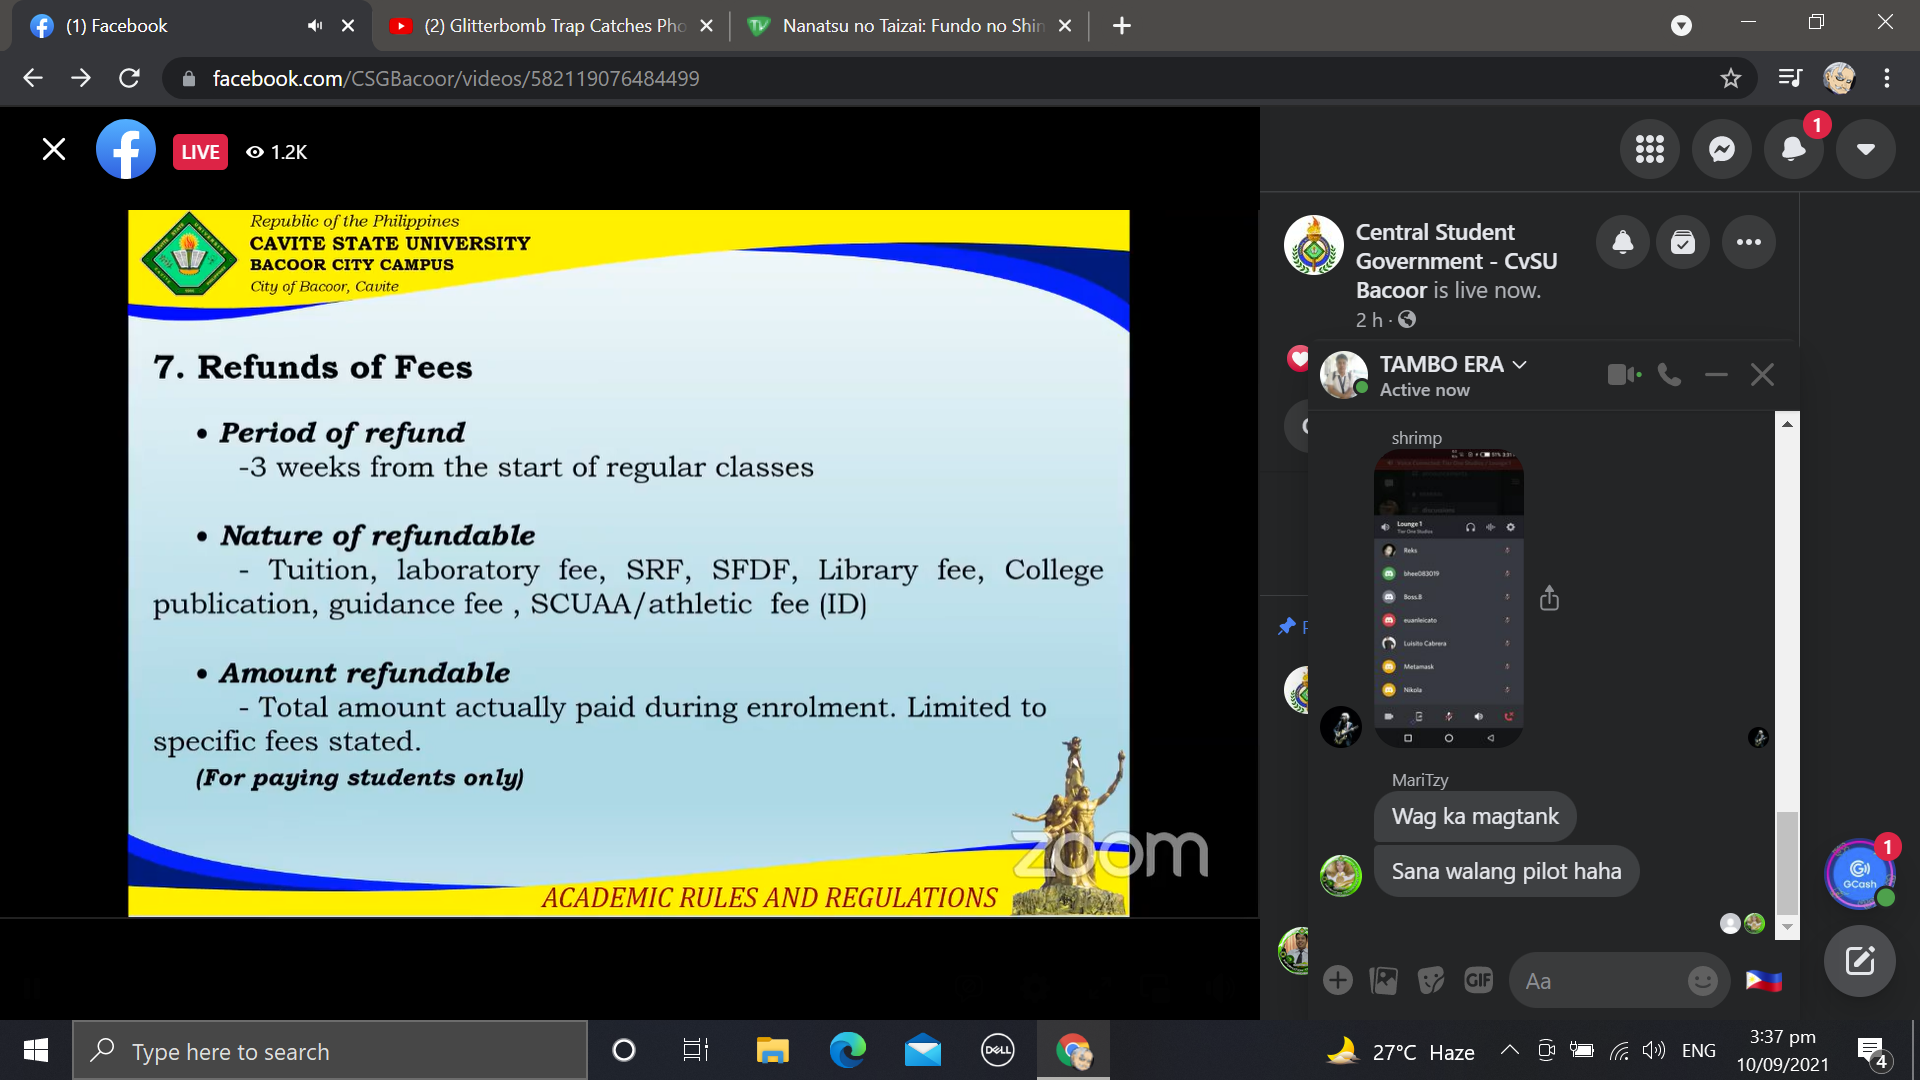 (1) Facebook
(2) Glitterbomb Trap Catches Pho
Nanatsu no Taizai: Fundo no Shin
facebook.com/CSGBacoor/videos/582119076484499
LIVE
1.2K
1
Republic of the Philippines
CAVITE STATE UNIVERSITY
BACOOR CITY CAMPUS
City of Bacoor, Cavite
7. Refunds of Fees
• Period of refund
-3 weeks from the start of regular classes
• Nature of refundable
- Tuition, laboratory fee, SRF, SFDF, Library fee, College
publication, guidance fee , SCUAA/athletic fee (ID)
• Amount refundable
- Total amount actually paid during enrolment. Limited to
specific fees stated.
(For paying students only)
zoom
ACADEMIC RULES AND REGULATIONS
Central Student
Government - CvSU
Bacoor is live now.
2 h ·
TAMBO ERA
Active now
shrimp
Lounge 1
Reks
bhee083019
Boss.B
euanleicato
Luisito Cabrera
Metamask
Nikola
MariTzy
Wag ka magtank
Sana walang pilot haha
GIF
Aa
1
GCash
Type here to search
DELL
27°C Haze
ENG
3:37 pm
10/09/2021
4